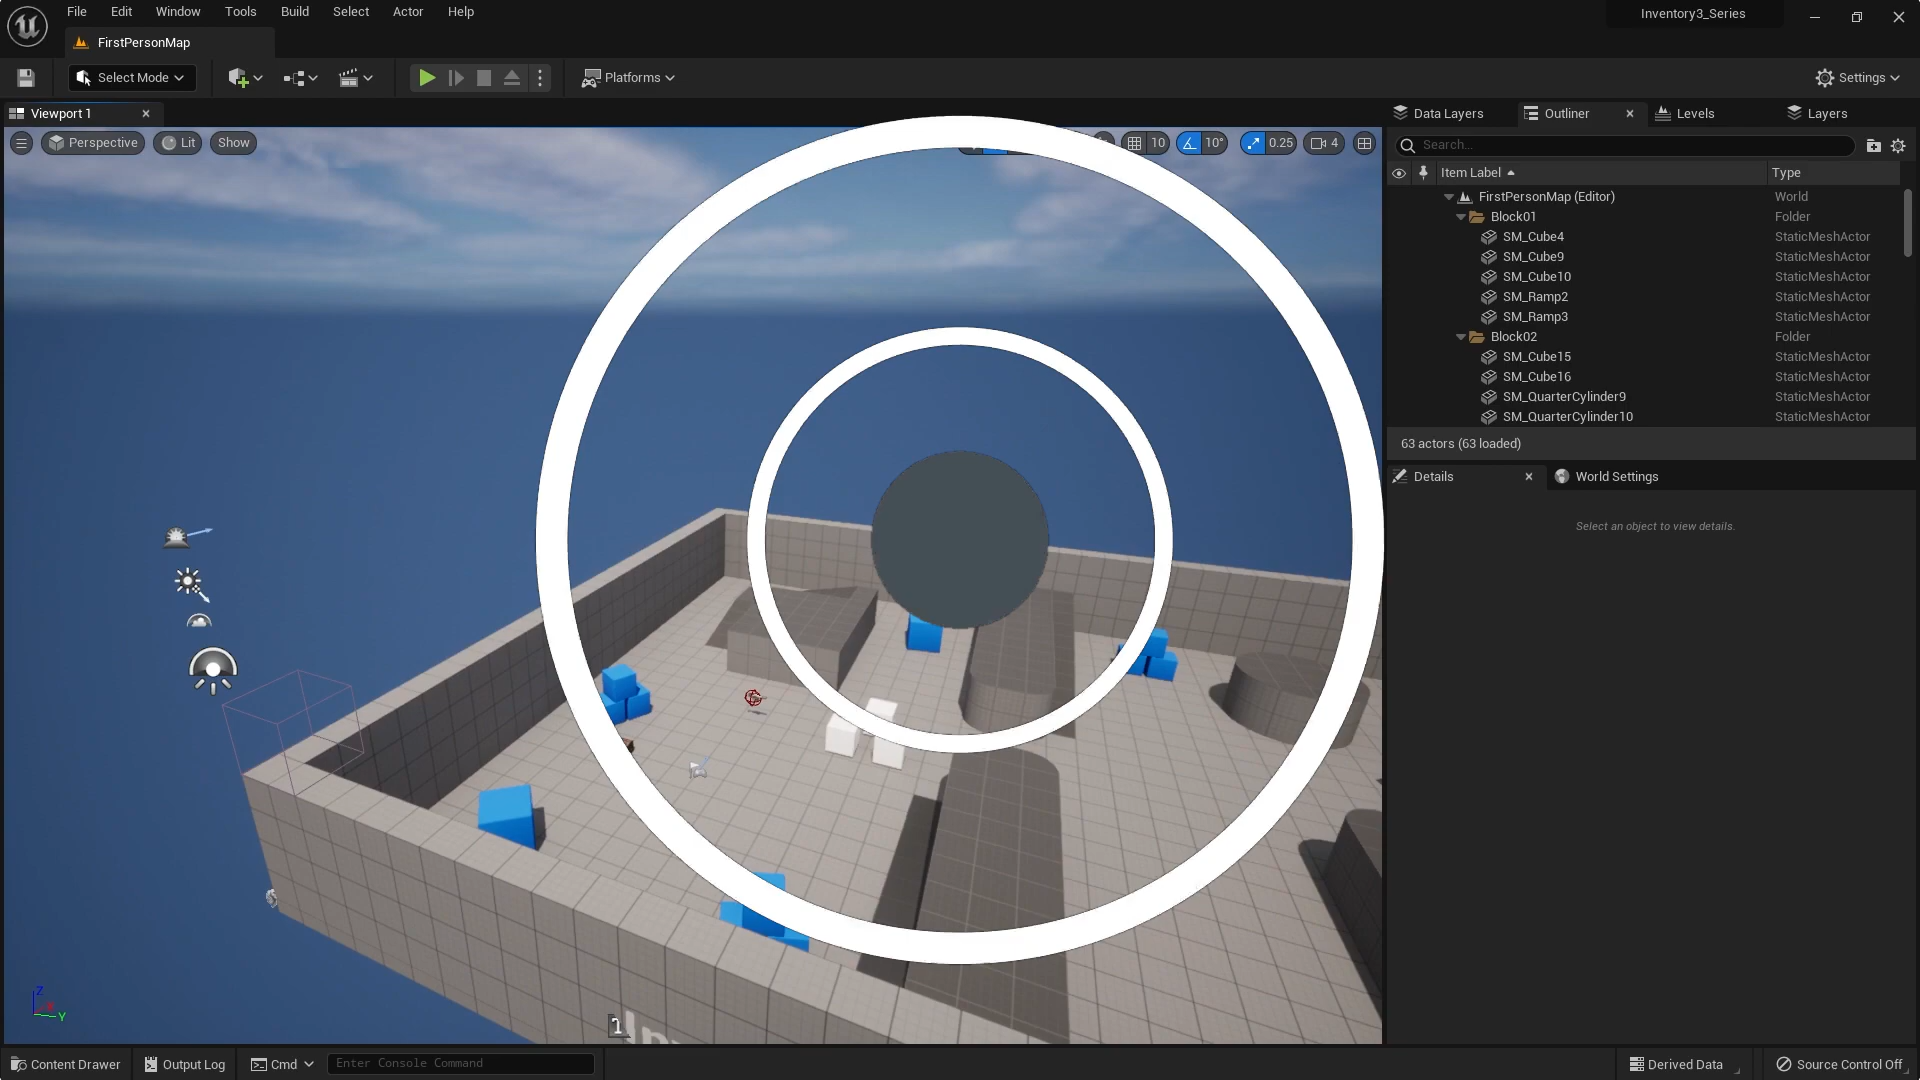 File Edit Window Tools Build Select Actor Help
Inventory3_Series
FirstPersonMap
Select Mode
Platforms
Settings
Viewport 1
Data Layers
Outliner
Levels
Layers
Perspective
Lit
Show
10
10°
0.25
4
Search...
Item Label
Type
FirstPersonMap (Editor) World
Block01 Folder
SM_Cube4 StaticMeshActor
SM_Cube9 StaticMeshActor
SM_Cube10 StaticMeshActor
SM_Ramp2 StaticMeshActor
SM_Ramp3 StaticMeshActor
Block02 Folder
SM_Cube15 StaticMeshActor
SM_Cube16 StaticMeshActor
SM_QuarterCylinder9 StaticMeshActor
SM_QuarterCylinder10 StaticMeshActor
63 actors (63 loaded)
Details
World Settings
Select an object to view details.
Z
Y
1
Content Drawer
Output Log
Cmd
Enter Console Command
Derived Data
Source Control Off